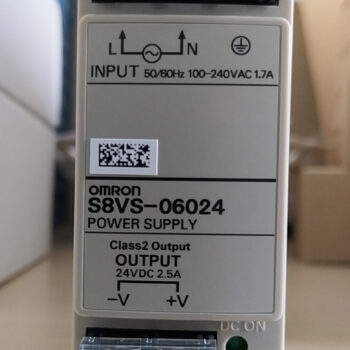 L N
INPUT 50/60Hz 100-240VAC 1.7A
OMRON
S8VS-06024
POWER SUPPLY
Class2 Output
OUTPUT
24VDC 2.5A
-V +V
DC ON